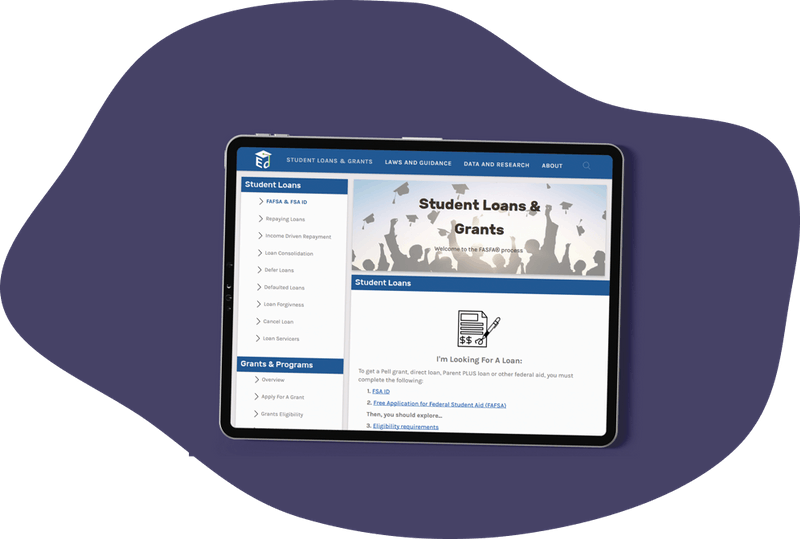 ED
STUDENT LOANS & GRANTS
LAWS AND GUIDANCE
DATA AND RESEARCH
ABOUT
Student Loans
FAFSA & FSA ID
Repaying Loans
Income Driven Repayment
Loan Consolidation
Defer Loans
Defaulted Loans
Loan Forgivness
Cancel Loan
Loan Servicers
Grants & Programs
Overview
Apply For A Grant
Grants Eligibility
Student Loans &
Grants
Welcome to the FASFA® process
Student Loans
$$
I'm Looking For A Loan:
To get a Pell grant, direct loan, Parent PLUS loan or other federal aid, you must
complete the following:
1. FSA ID
2. Free Application for Federal Student Aid (FAFSA)
Then, you should explore...
3. Eligibility requirements